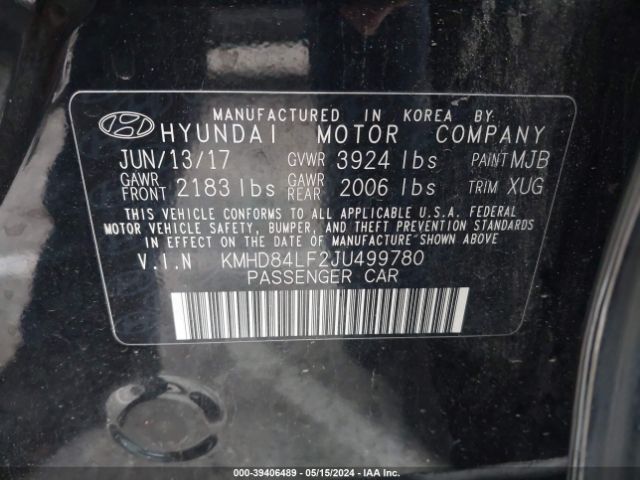 MANUFACTURED IN KOREA BY
HYUNDAI MOTOR COMPANY
JUN/13/17 GVWR 3924 lbs PAINT MJB
GAWR FRONT 2183 lbs GAWR REAR 2006 lbs TRIM XUG
THIS VEHICLE CONFORMS TO ALL APPLICABLE U.S.A. FEDERAL
MOTOR VEHICLE SAFETY, BUMPER, AND THEFT PREVENTION STANDARDS
IN EFFECT ON THE DATE OF MANUFACTURE SHOWN ABOVE.
V.I.N KMHD84LF2JU499780
PASSENGER CAR
000-39406489 - 05/15/2024 - IAA Inc.